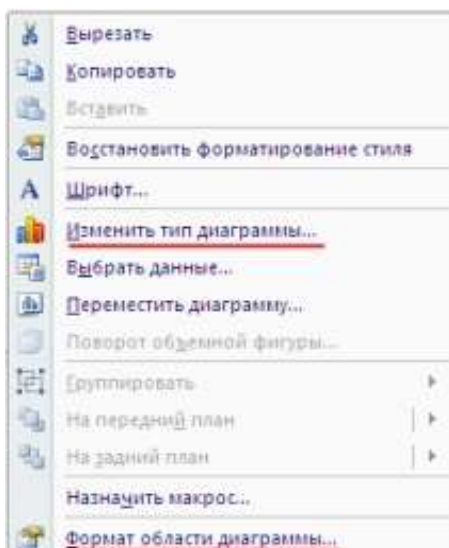 Вырезать
Копировать
Вставить
Восстановить форматирование стиля
Шрифт...
Изменить тип диаграммы...
Выбрать данные...
Переместить диаграмму...
Поворот объемной фигуры...
Группировать
На передний план
На задний план
Назначить макрос...
Формат области диаграммы...